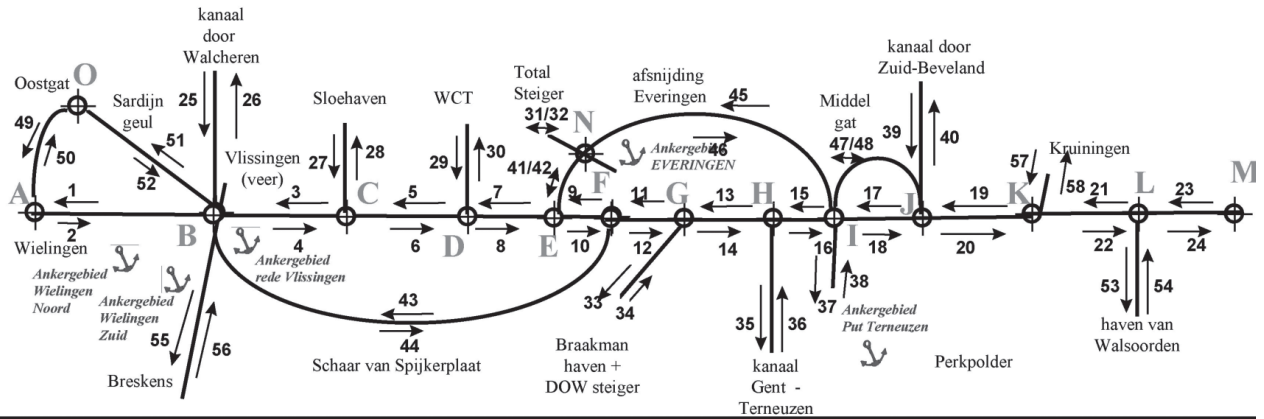 kanaal
door
Walcheren
Oostgat
O
Sardijn
geul
49
50
51
52
25
26
Vlissingen
(veer)
Sloehaven
27
28
WCT
29
30
Total
Steiger
31/32
N
41/42
afsnijding
Everingen
45
46
Ankergebied
EVERINGEN
Middel
gat
47/48
kanaal door
Zuid-Beveland
39
40
57
Kruiningen
58
A
1
2
B
3
4
C
5
6
D
7
8
E
9
10
F
11
12
G
13
14
H
15
16
I
17
18
J
19
20
K
21
22
L
23
24
M
Wielingen
Ankergebied
Wielingen
Noord
Ankergebied
Wielingen
Zuid
Ankergebied
rede Vlissingen
55
56
Breskens
43
44
Schaar van Spijkerplaat
33
34
Braakman
haven +
DOW steiger
35
36
kanaal
Gent -
Terneuzen
37
38
Ankergebied
Put Terneuzen
Perkpolder
53
54
haven van
Walsoorden